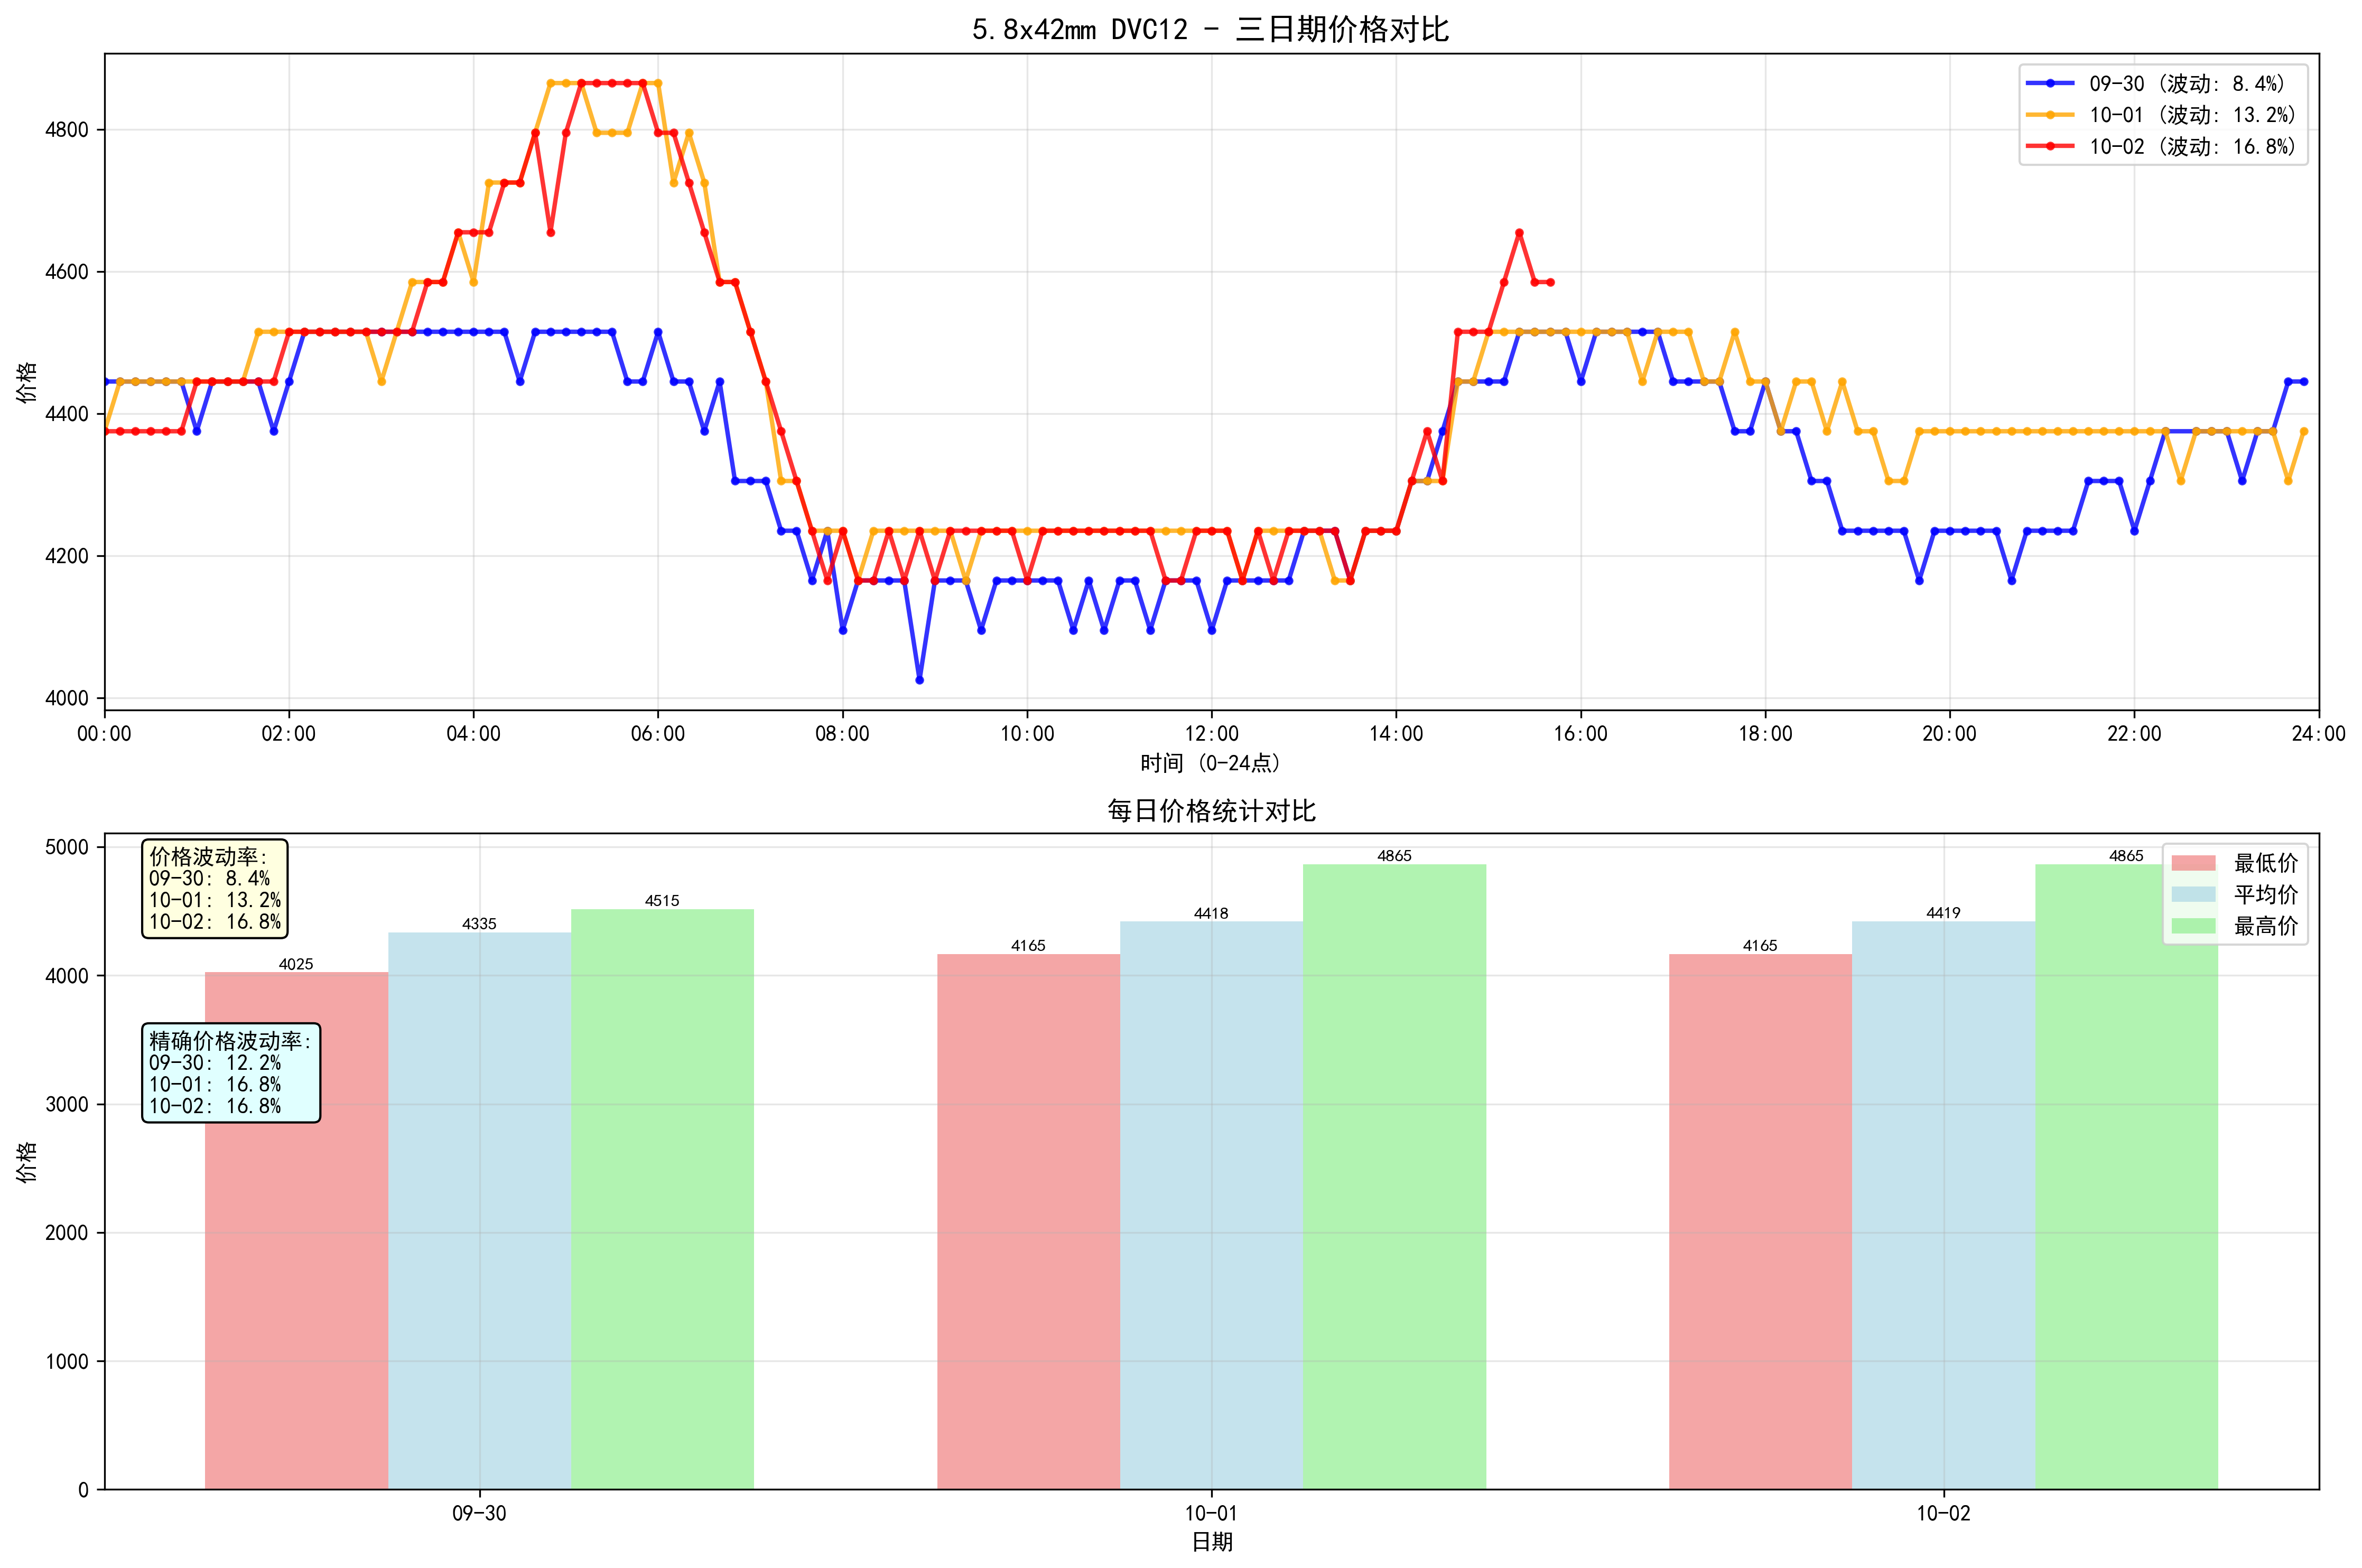 5.8x42mm DVC12 - 三日期价格对比
09-30 (波动: 8.4%)
10-01 (波动: 13.2%)
10-02 (波动: 16.8%)
价格
4800
4600
4400
4200
4000
00:00 02:00 04:00 06:00 08:00 10:00 12:00 14:00 16:00 18:00 20:00 22:00 24:00
时间 (0-24点)
每日价格统计对比
价格波动率:
09-30: 8.4%
10-01: 13.2%
10-02: 16.8%
精确价格波动率:
09-30: 12.2%
10-01: 16.8%
10-02: 16.8%
最低价
平均价
最高价
4025 4335 4515
4165 4418 4865
4165 4419 4865
价格
5000
4000
3000
2000
1000
0
09-30 10-01 10-02
日期